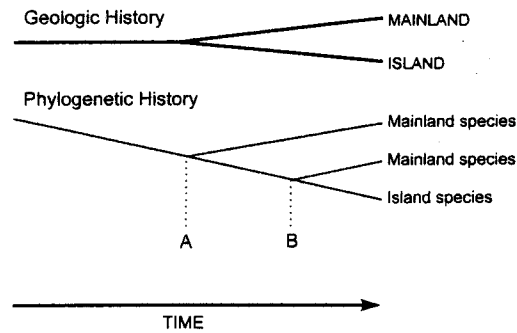 Geologic History
MAINLAND
ISLAND
Phylogenetic History
Mainland species
Mainland species
Island species
A
B
TIME